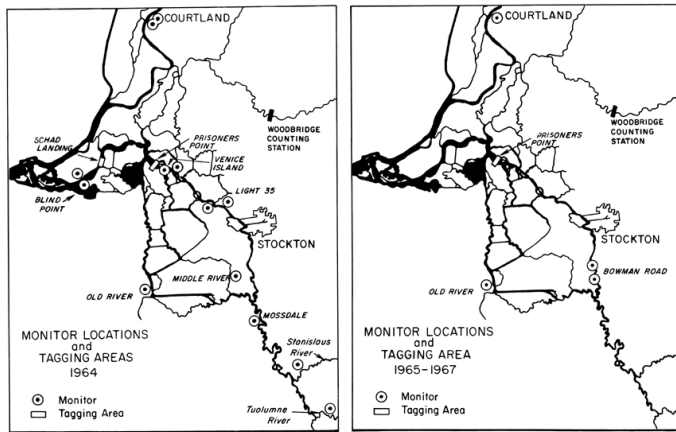 COURTLAND
WOODBRIDGE
COUNTING
STATION
SCHAD
LANDING
PRISONERS
POINT
VENICE
ISLAND
BLIND
POINT
LIGHT 35
STOCKTON
MIDDLE RIVER
OLD RIVER
MOSSDALE
MONITOR LOCATIONS
and
TAGGING AREAS
1964
Stanislaus
River
Monitor
Tagging Area
Tuolumne
River
COURTLAND
WOODBRIDGE
COUNTING
STATION
PRISONERS
POINT
STOCKTON
BOWMAN ROAD
OLD RIVER
MONITOR LOCATIONS
and
TAGGING AREA
1965-1967
Monitor
Tagging Area